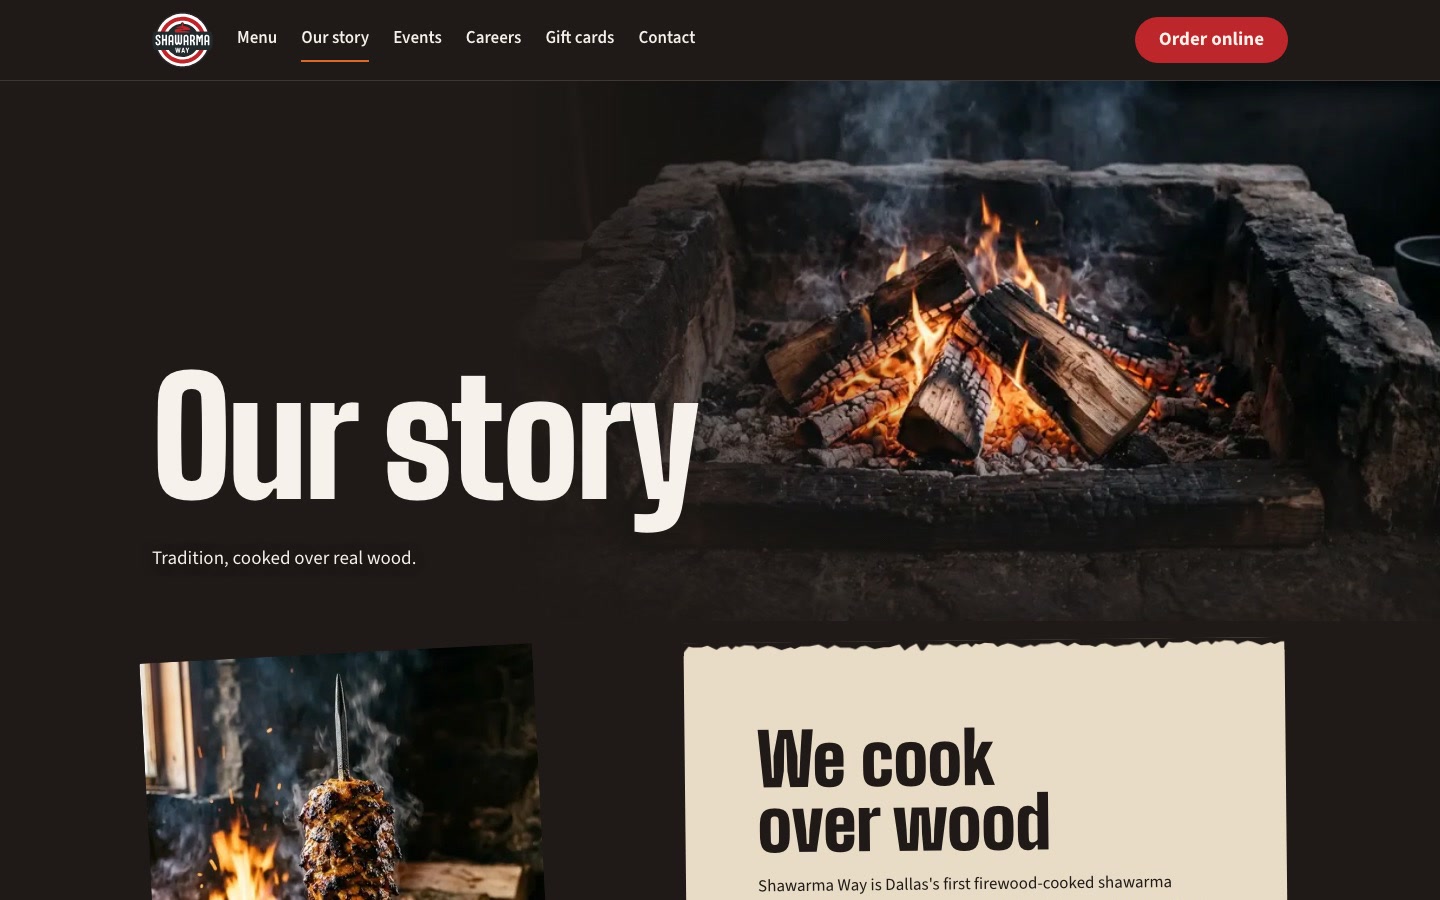 SHAWARMA
WAY
Menu
Our story
Events
Careers
Gift cards
Contact
Order online
Our story
Tradition, cooked over real wood.
We cook
over wood
Shawarma Way is Dallas's first firewood-cooked shawarma